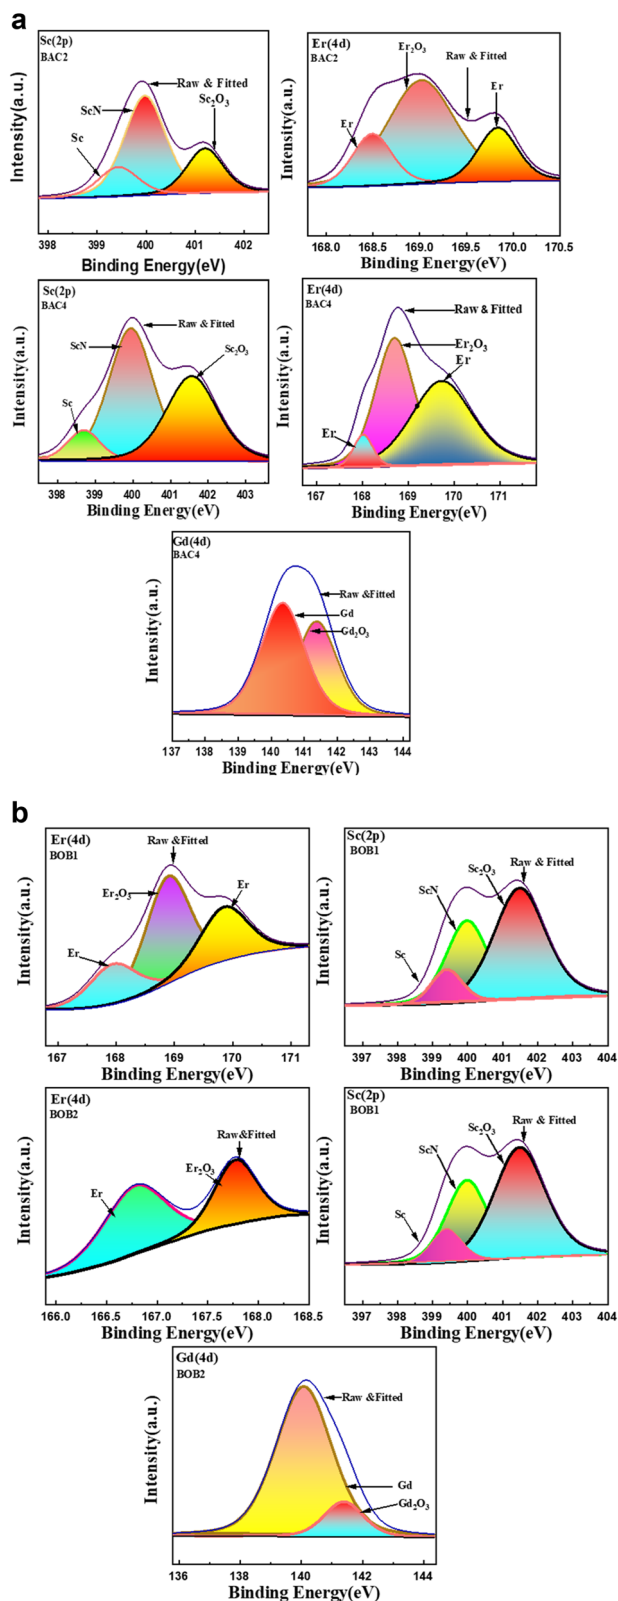 a
Sc(2p)
BAC2
Raw & Fitted
ScN
Sc₂O₃
Sc
Intensity(a.u.)
398 399 400 401 402
Binding Energy(eV)
Er(4d)
BAC2
Er₂O₃
Raw & Fitted
Er
Er
Intensity(a.u.)
168.0 168.5 169.0 169.5 170.0 170.5
Binding Energy(eV)
Sc(2p)
BAC4
Raw & Fitted
ScN
Sc₂O₃
Sc
Intensity(a.u.)
398 399 400 401 402 403
Binding Energy(eV)
Er(4d)
BAC4
Raw & Fitted
Er₂O₃
Er
Er
Intensity(a.u.)
167 168 169 170 171
Binding Energy(eV)
Gd(4d)
BAC4
Raw &Fitted
Gd
Gd₂O₃
Intensity(a.u.)
137 138 139 140 141 142 143 144
Binding Energy(eV)
b
Er(4d)
BOB1
Raw &Fitted
Er₂O₃
Er
Er
Intensity(a.u.)
167 168 169 170 171
Binding Energy(eV)
Sc(2p)
BOB1
Sc₂O₃
Raw & Fitted
ScN
Sc
Intensity(a.u.)
397 398 399 400 401 402 403 404
Binding Energy(eV)
Er(4d)
BOB2
Raw&Fitted
Er₂O₃
Er
Intensity(a.u.)
166.0 166.5 167.0 167.5 168.0 168.5
Binding Energy(eV)
Sc(2p)
BOB1
Sc₂O₃
Raw & Fitted
ScN
Sc
Intensity(a.u.)
397 398 399 400 401 402 403 404
Binding Energy(eV)
Gd(4d)
BOB2
Raw &Fitted
Gd
Gd₂O₃
Intensity(a.u.)
136 138 140 142 144
Binding Energy(eV)